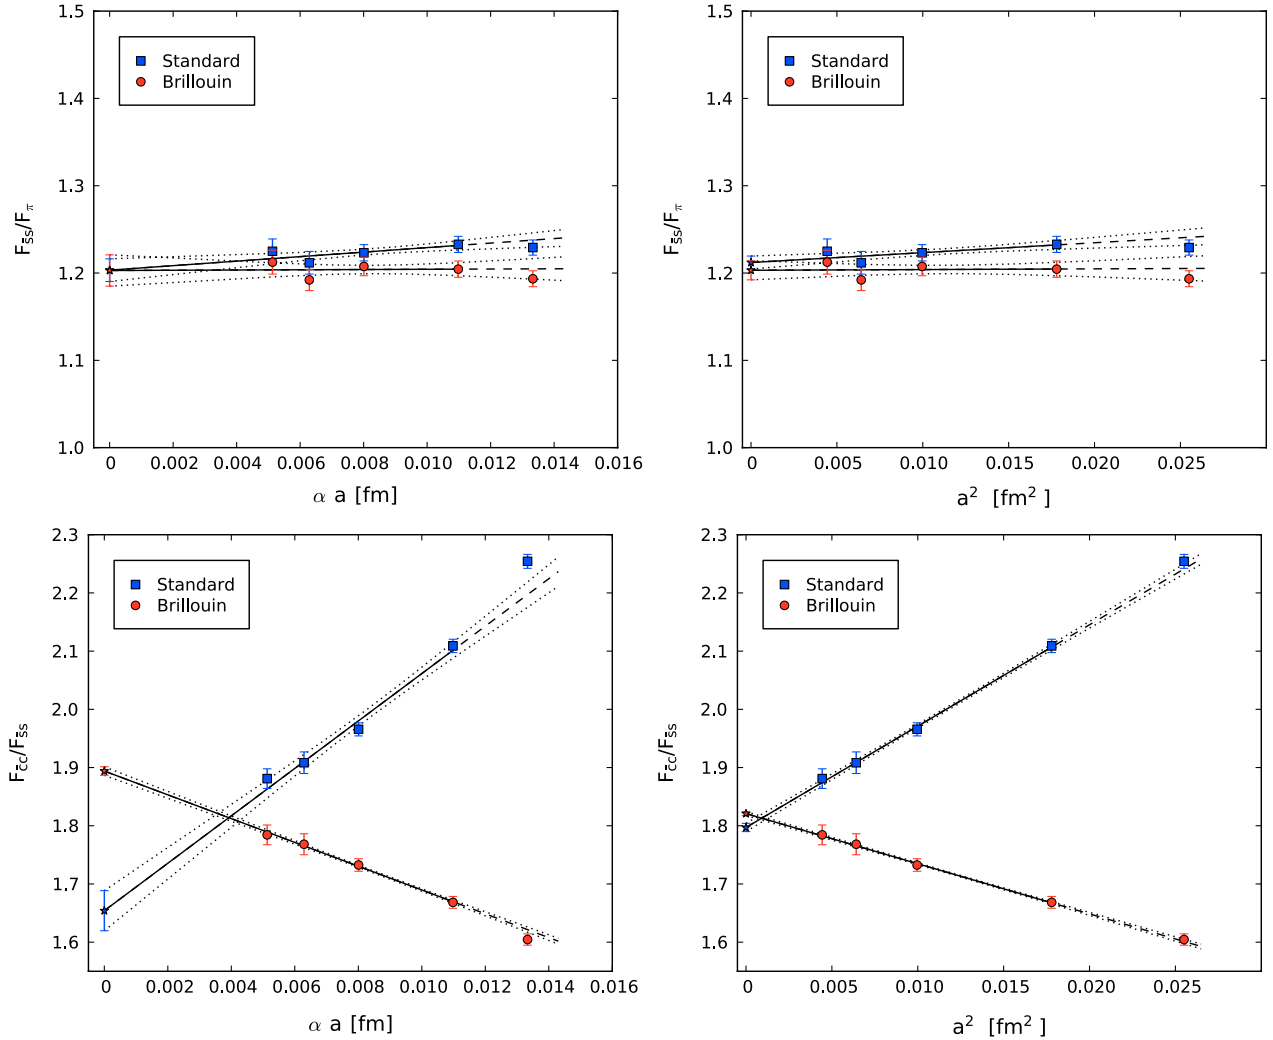 1.5
1.4
1.3
1.2
1.1
1.0
F_s̄s/F_π
Standard
Brillouin
0 0.002 0.004 0.006 0.008 0.010 0.012 0.014 0.016
α a [fm]
1.5
1.4
1.3
1.2
1.1
1.0
F_s̄s/F_π
Standard
Brillouin
0 0.005 0.010 0.015 0.020 0.025
a² [fm²]
2.3
2.2
2.1
2.0
1.9
1.8
1.7
1.6
F_c̄c/F_s̄s
Standard
Brillouin
0 0.002 0.004 0.006 0.008 0.010 0.012 0.014 0.016
α a [fm]
2.3
2.2
2.1
2.0
1.9
1.8
1.7
1.6
F_c̄c/F_s̄s
Standard
Brillouin
0 0.005 0.010 0.015 0.020 0.025
a² [fm²]